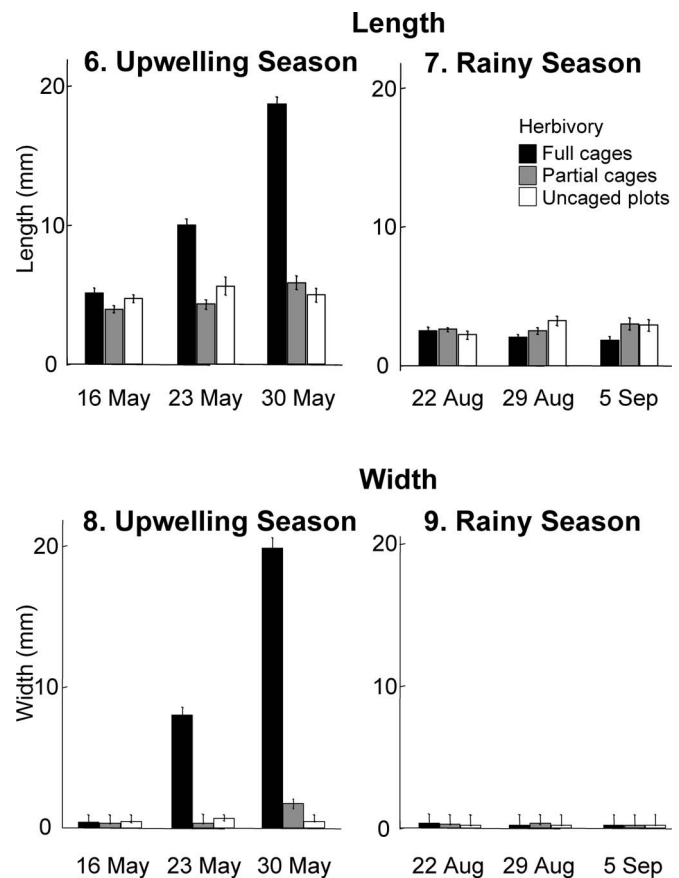 Length
6. Upwelling Season
7. Rainy Season
20
10
0
Length (mm)
16 May 23 May 30 May
20
10
0
Herbivory
Full cages
Partial cages
Uncaged plots
22 Aug 29 Aug 5 Sep
Width
8. Upwelling Season
9. Rainy Season
20
10
0
Width (mm)
16 May 23 May 30 May
20
10
0
22 Aug 29 Aug 5 Sep